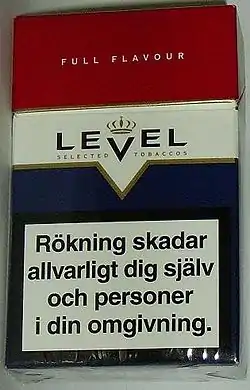 FULL FLAVOUR
LEVEL
SELECTED TOBACCOS
Rökning skadar
allvarligt dig själv
och personer
i din omgivning.